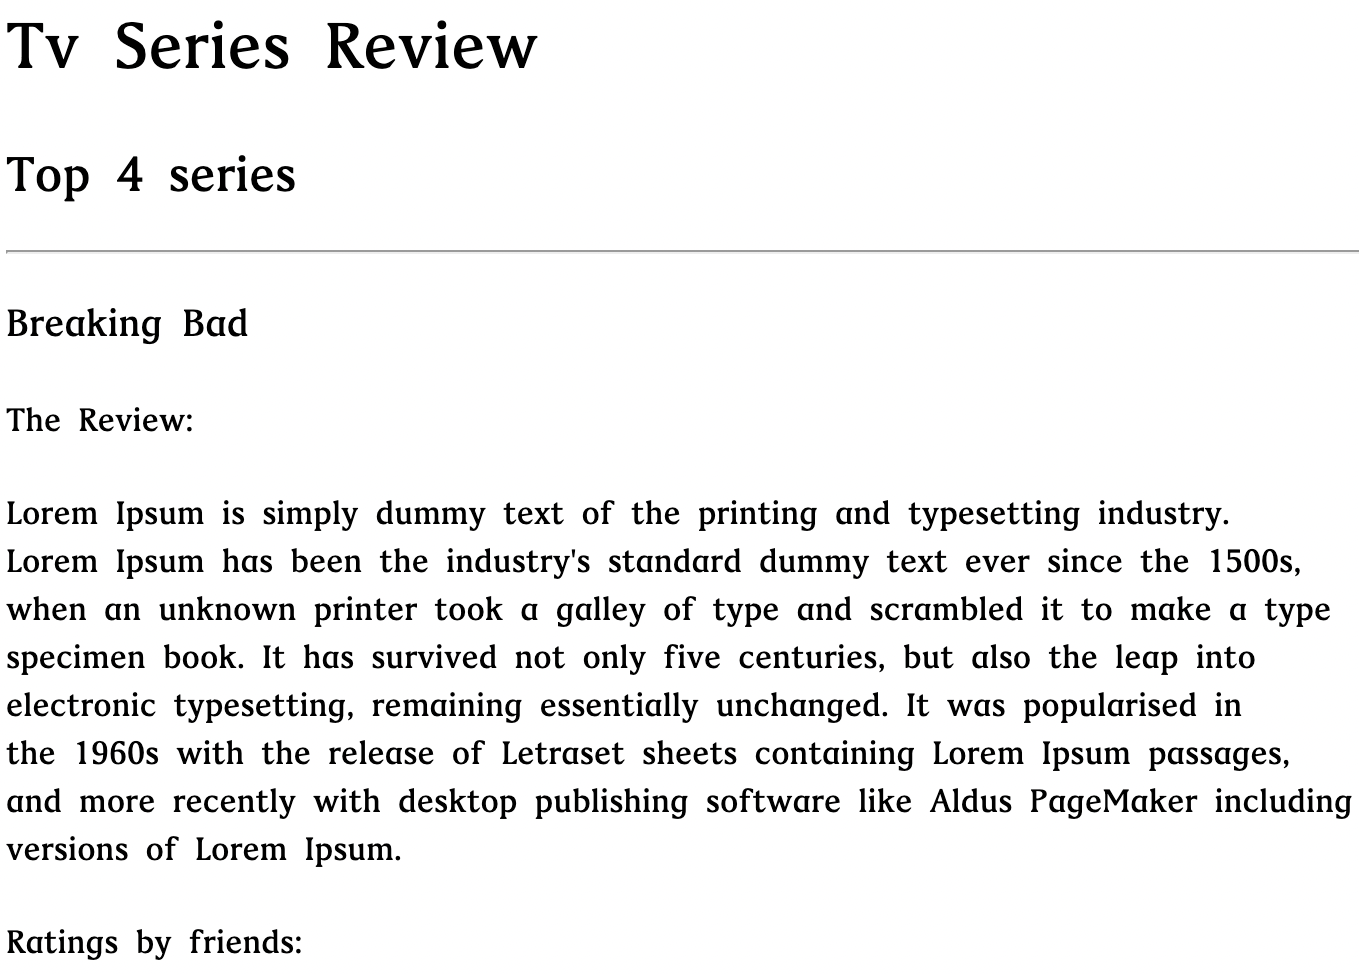 Tv Series Review
Top 4 series
Breaking Bad
The Review:
Lorem Ipsum is simply dummy text of the printing and typesetting industry.
Lorem Ipsum has been the industry's standard dummy text ever since the 1500s,
when an unknown printer took a galley of type and scrambled it to make a type
specimen book. It has survived not only five centuries, but also the leap into
electronic typesetting, remaining essentially unchanged. It was popularised in
the 1960s with the release of Letraset sheets containing Lorem Ipsum passages,
and more recently with desktop publishing software like Aldus PageMaker including
versions of Lorem Ipsum.
Ratings by friends: